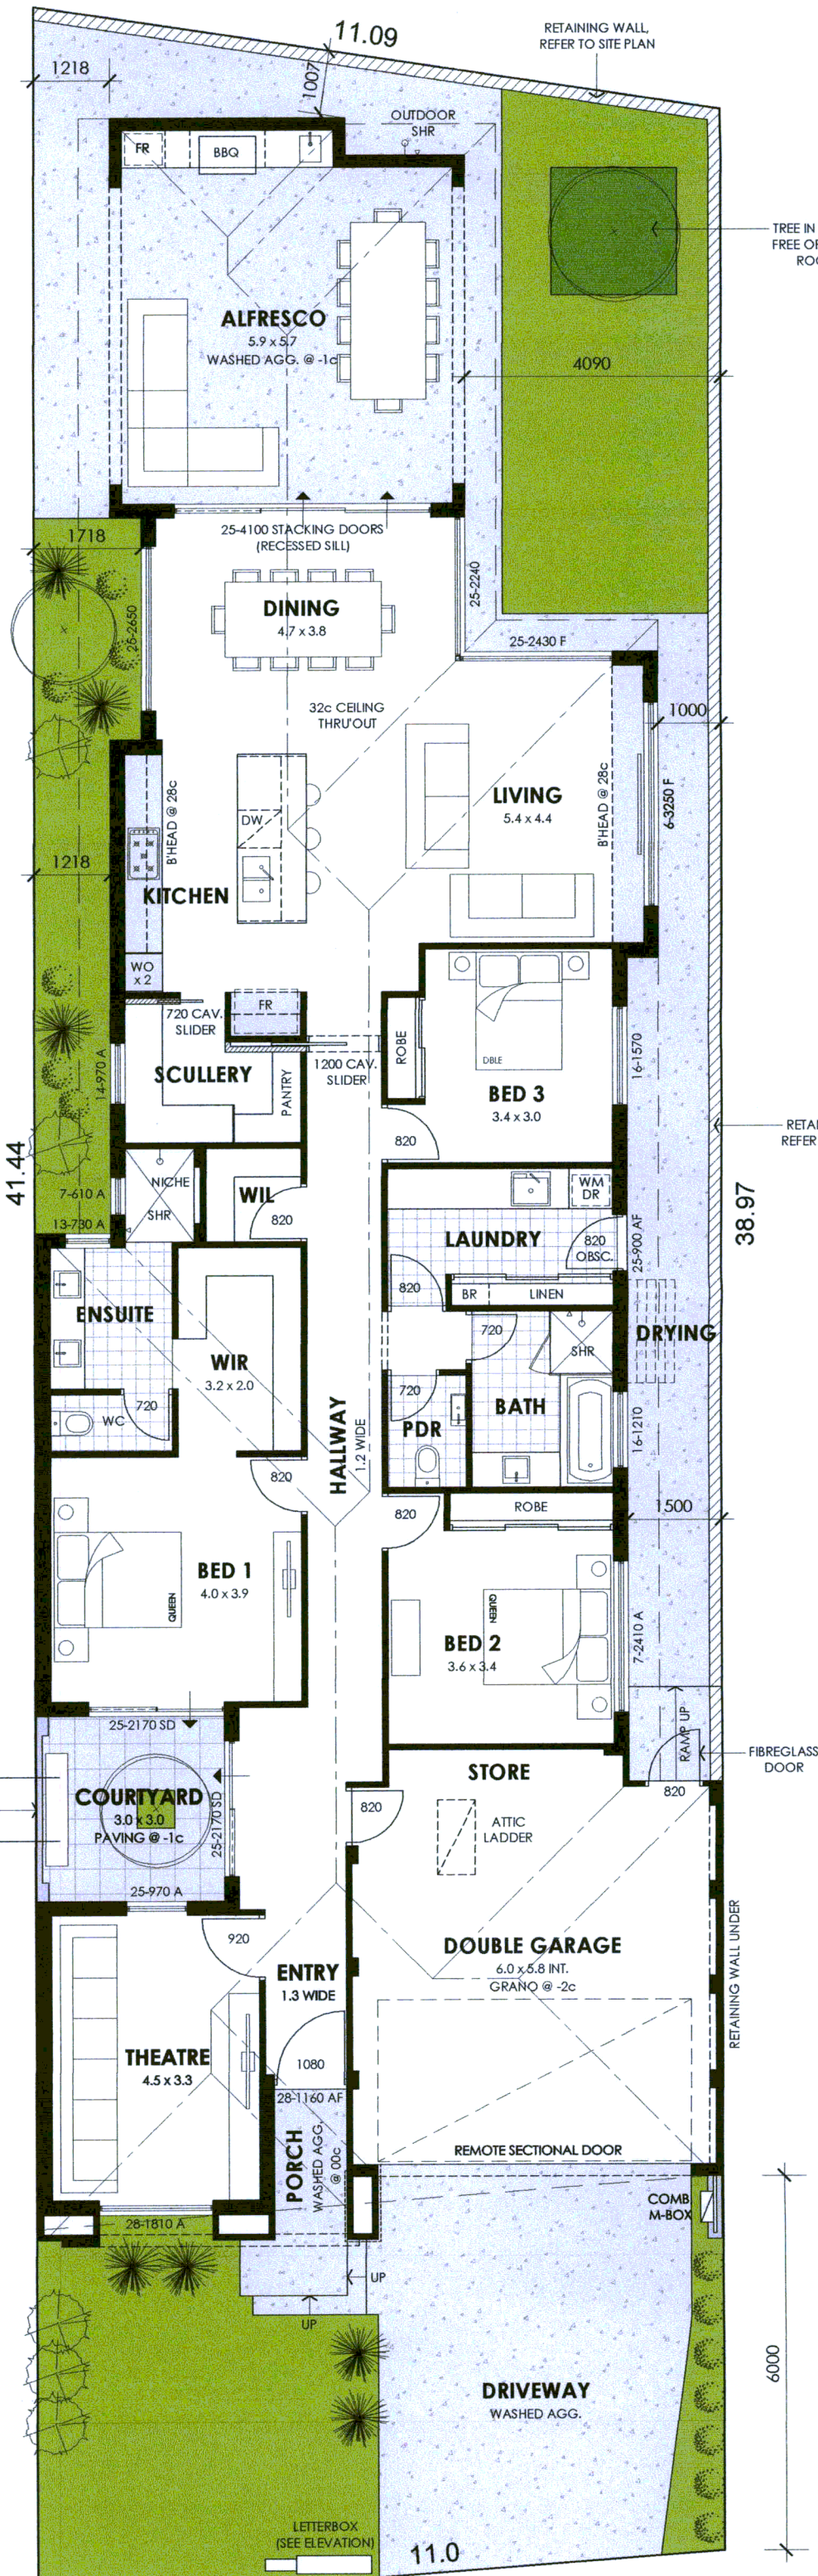 11.09
RETAINING WALL,
REFER TO SITE PLAN
1218
1007
OUTDOOR
SHR
FR
BBQ
TREE IN
FREE OF
ROO
ALFRESCO
5.9 x 5.7
WASHED AGG. @ -1c
4090
25-4100 STACKING DOORS
(RECESSED SILL)
1718
25-2240
DINING
4.7 x 3.8
25-2650
25-2430 F
32c CEILING
THRU'OUT
1000
B'HEAD @ 28c
LIVING
5.4 x 4.4
B'HEAD @ 28c
6-3250 F
DW
1218
KITCHEN
WO
x 2
FR
720 CAV.
SLIDER
ROBE
DBLE
16-1570
SCULLERY
PANTRY
1200 CAV.
SLIDER
14-970 A
BED 3
3.4 x 3.0
RETAI
REFER
820
41.44
NICHE
7-610 A
SHR
WIL
820
WM
DR
38.97
13-730 A
LAUNDRY
820
OBSC.
25-900 AF
820
BR
LINEN
ENSUITE
720
SHR
DRYING
WIR
3.2 x 2.0
720
720
WC
PDR
BATH
16-1210
HALLWAY
1.2 WIDE
820
820
ROBE
1500
BED 1
4.0 x 3.9
QUEEN
QUEEN
BED 2
3.6 x 3.4
7-2410 A
25-2170 SD
RAMP UP
STORE
FIBREGLASS
DOOR
820
COURTYARD
3.0 x 3.0
PAVING @ -1c
25-2170 SD
820
ATTIC
LADDER
25-970 A
920
ENTRY
1.3 WIDE
DOUBLE GARAGE
6.0 x 5.8 INT.
GRANO @ -2c
RETAINING WALL UNDER
THEATRE
4.5 x 3.3
1080
28-1160 AF
PORCH
WASHED AGG.
@ 00c
REMOTE SECTIONAL DOOR
COMB
M-BOX
28-1810 A
UP
UP
6000
DRIVEWAY
WASHED AGG.
LETTERBOX
(SEE ELEVATION)
11.0